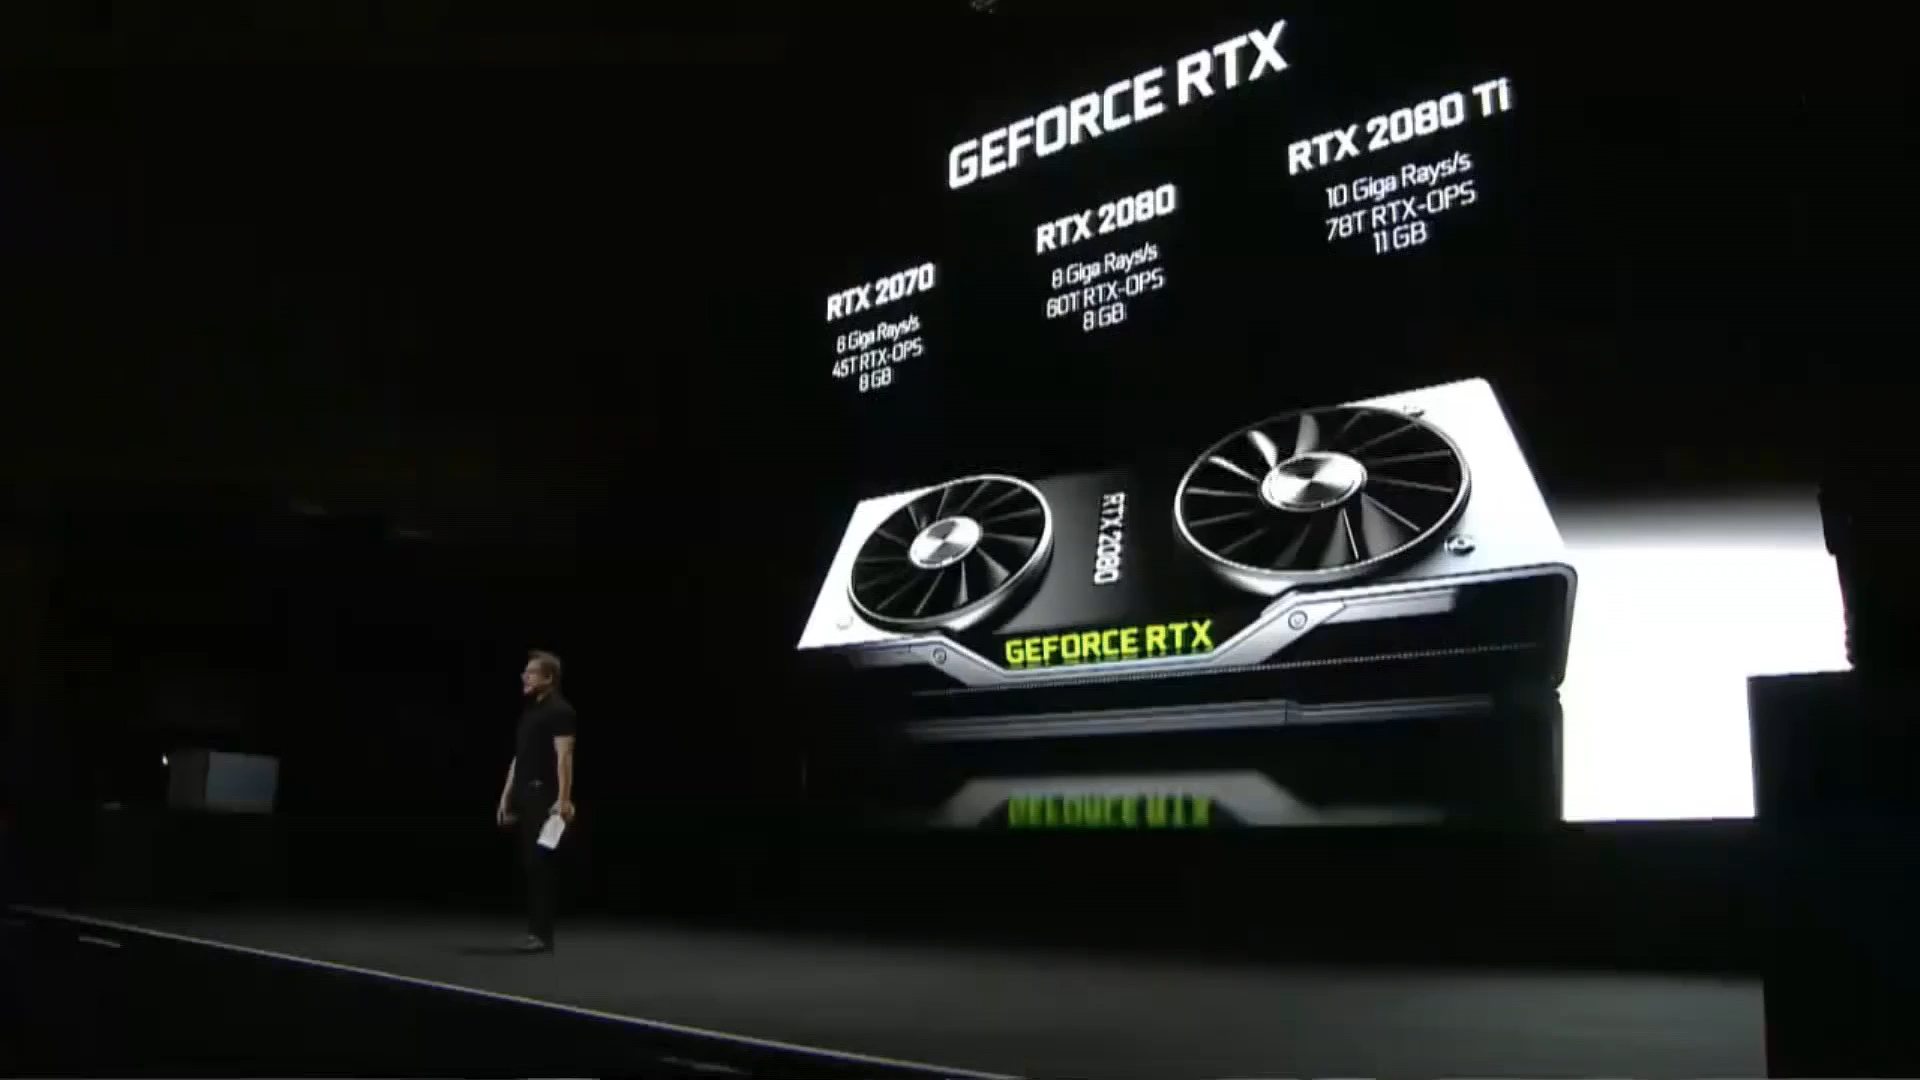 GEFORCE RTX
RTX 2070
6 Giga Rays/s
45T RTX-OPS
8 GB
RTX 2080
8 Giga Rays/s
60T RTX-OPS
8 GB
RTX 2080 Ti
10 Giga Rays/s
78T RTX-OPS
11 GB
RTX 2080
GEFORCE RTX